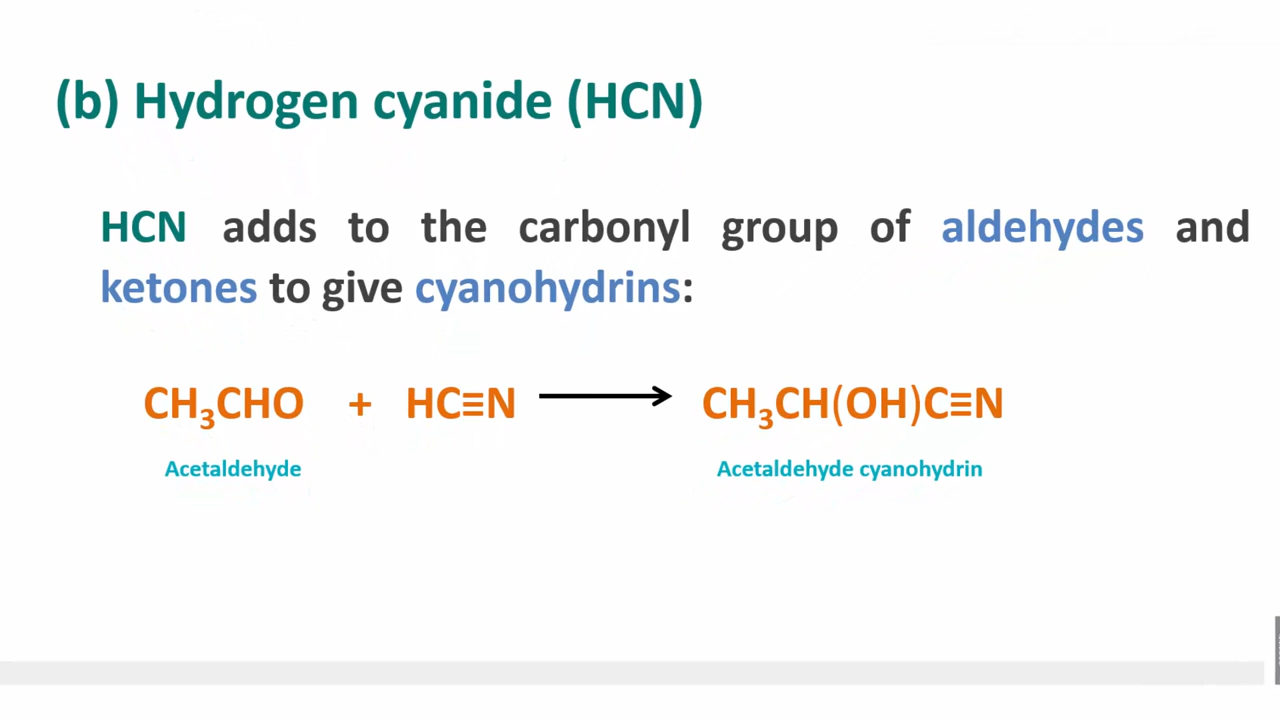 (b) Hydrogen cyanide (HCN)
HCN adds to the carbonyl group of aldehydes and
ketones to give cyanohydrins:
CH₃CHO + HC≡N ⟶ CH₃CH(OH)C≡N
Acetaldehyde Acetaldehyde cyanohydrin